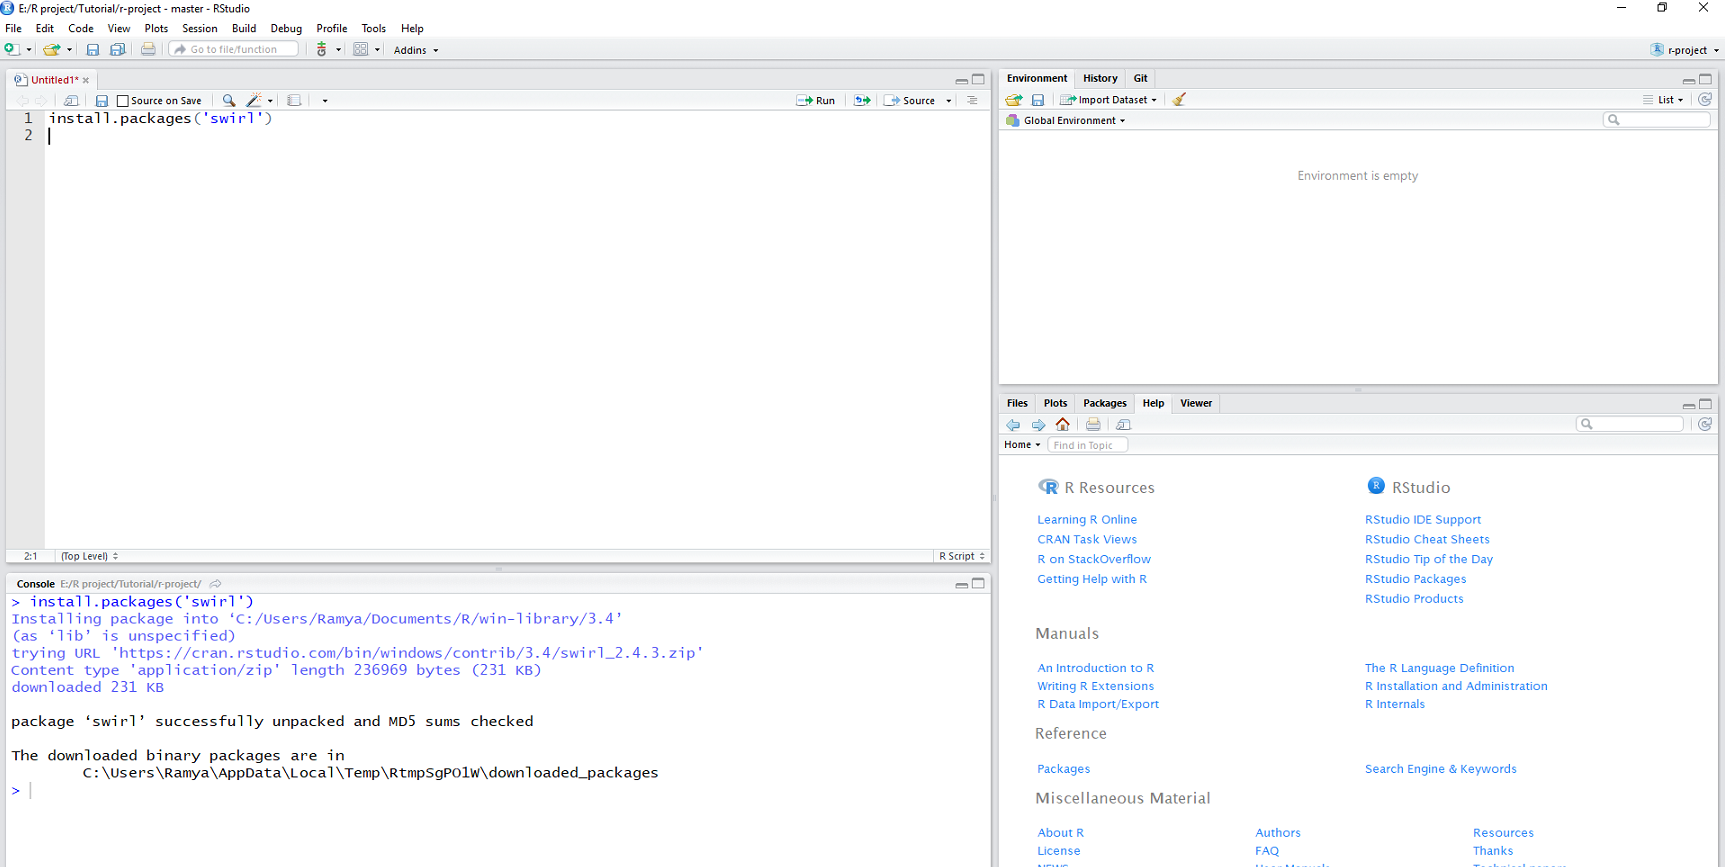 E:/R project/Tutorial/r-project - master - RStudio
File Edit Code View Plots Session Build Debug Profile Tools Help
Go to file/function Addins r-project
Untitled1*
Source on Save Run Source
1 install.packages('swirl')
2
2:1 (Top Level) R Script
Console E:/R project/Tutorial/r-project/
> install.packages('swirl')
Installing package into ‘C:/Users/Ramya/Documents/R/win-library/3.4’
(as ‘lib’ is unspecified)
trying URL 'https://cran.rstudio.com/bin/windows/contrib/3.4/swirl_2.4.3.zip'
Content type 'application/zip' length 236969 bytes (231 KB)
downloaded 231 KB
package ‘swirl’ successfully unpacked and MD5 sums checked
The downloaded binary packages are in
C:\Users\Ramya\AppData\Local\Temp\RtmpSgPO1W\downloaded_packages
>
Environment History Git
Import Dataset List
Global Environment
Environment is empty
Files Plots Packages Help Viewer
Home Find in Topic
R Resources
Learning R Online
CRAN Task Views
R on StackOverflow
Getting Help with R
RStudio
RStudio IDE Support
RStudio Cheat Sheets
RStudio Tip of the Day
RStudio Packages
RStudio Products
Manuals
An Introduction to R The R Language Definition
Writing R Extensions R Installation and Administration
R Data Import/Export R Internals
Reference
Packages Search Engine & Keywords
Miscellaneous Material
About R Authors Resources
License FAQ Thanks